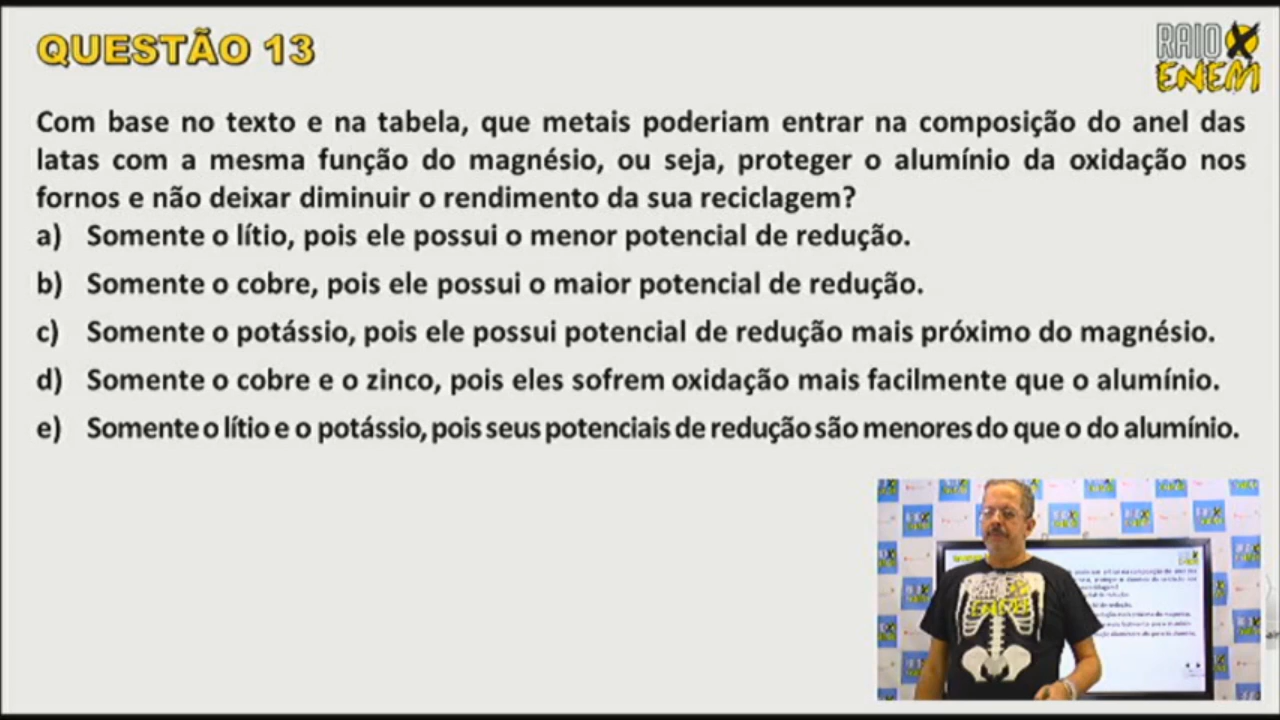 QUESTÃO 13
RAIO X
ENEM
Com base no texto e na tabela, que metais poderiam entrar na composição do anel das
latas com a mesma função do magnésio, ou seja, proteger o alumínio da oxidação nos
fornos e não deixar diminuir o rendimento da sua reciclagem?
a) Somente o lítio, pois ele possui o menor potencial de redução.
b) Somente o cobre, pois ele possui o maior potencial de redução.
c) Somente o potássio, pois ele possui potencial de redução mais próximo do magnésio.
d) Somente o cobre e o zinco, pois eles sofrem oxidação mais facilmente que o alumínio.
e) Somente o lítio e o potássio, pois seus potenciais de redução são menores do que o do alumínio.
RAIO X
ENEM